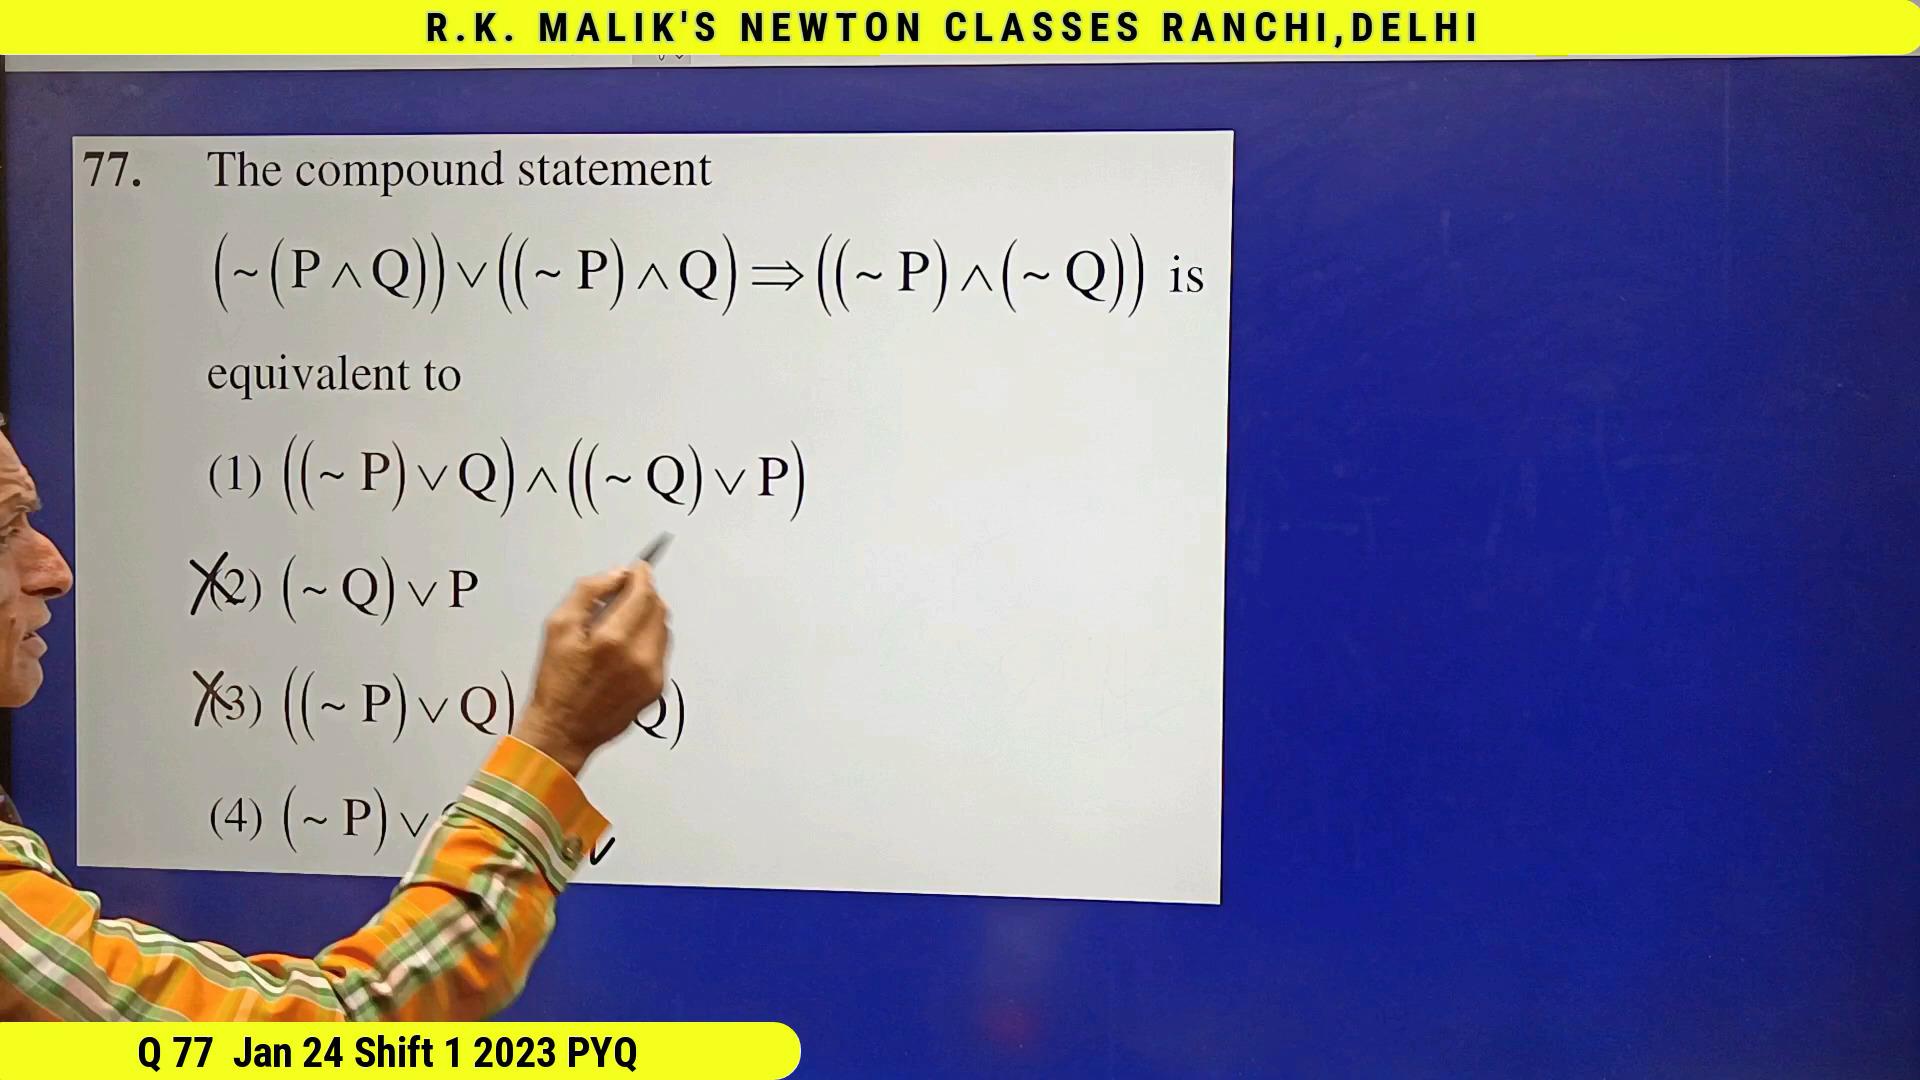 R.K. MALIK'S NEWTON CLASSES RANCHI,DELHI
77. The compound statement
(~(P∧Q))∨((~P)∧Q)⇒((~P)∧(~Q)) is
equivalent to
(1) ((~P)∨Q)∧((~Q)∨P)
(2) (~Q)∨P
(3) ((~P)∨Q) Q)
(4) (~P)∨
Q 77 Jan 24 Shift 1 2023 PYQ